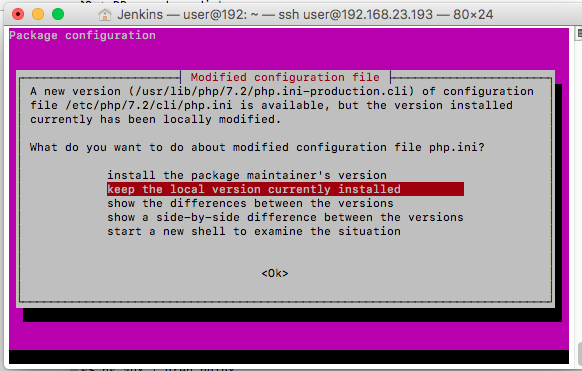 Jenkins — user@192: ~ — ssh user@192.168.23.193 — 80×24
Package configuration
Modified configuration file
A new version (/usr/lib/php/7.2/php.ini-production.cli) of configuration
file /etc/php/7.2/cli/php.ini is available, but the version installed
currently has been locally modified.
What do you want to do about modified configuration file php.ini?
install the package maintainer's version
keep the local version currently installed
show the differences between the versions
show a side-by-side difference between the versions
start a new shell to examine the situation
<Ok>